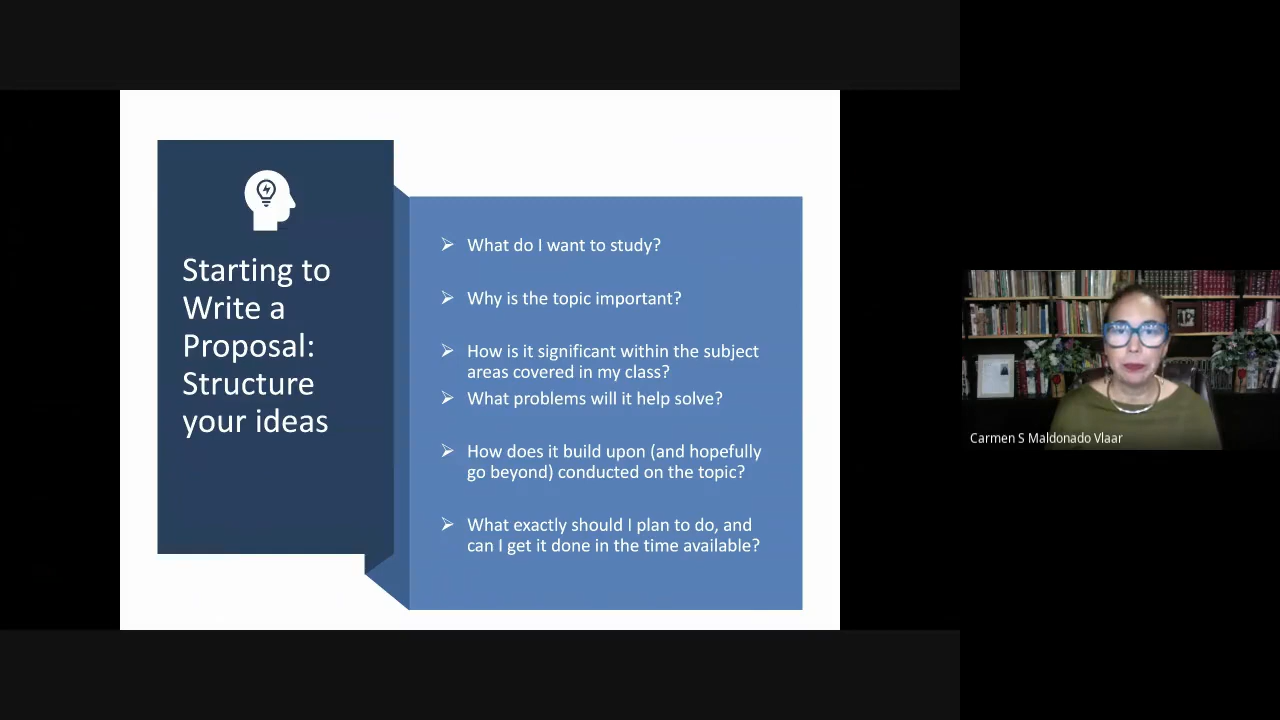 Starting to
Write a
Proposal:
Structure
your ideas
What do I want to study?
Why is the topic important?
How is it significant within the subject
areas covered in my class?
What problems will it help solve?
How does it build upon (and hopefully
go beyond) conducted on the topic?
What exactly should I plan to do, and
can I get it done in the time available?
Carmen S Maldonado Vlaar